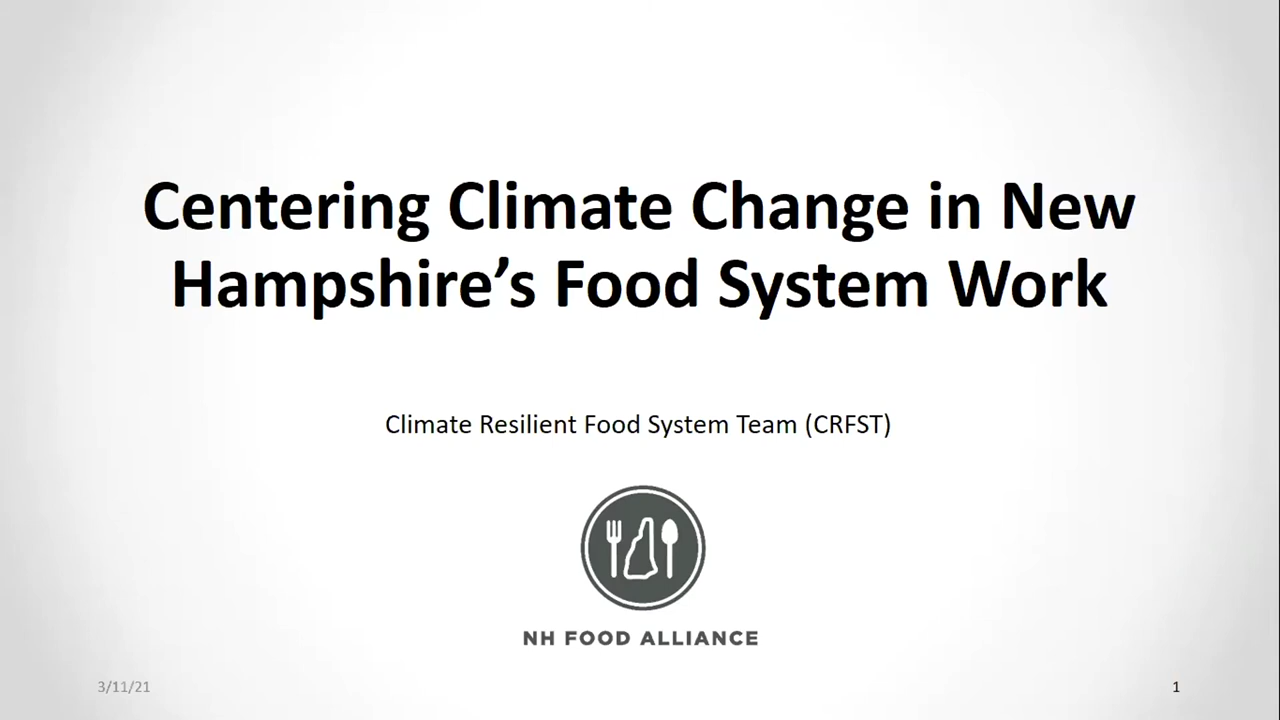 Centering Climate Change in New
Hampshire’s Food System Work
Climate Resilient Food System Team (CRFST)
NH FOOD ALLIANCE
3/11/21
1